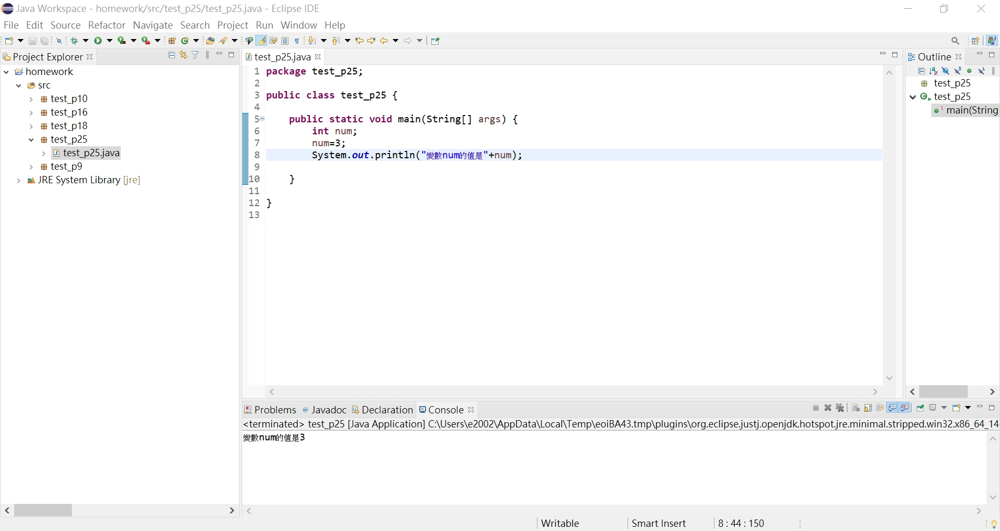 Java Workspace - homework/src/test_p25/test_p25.java - Eclipse IDE
File Edit Source Refactor Navigate Search Project Run Window Help
Project Explorer
homework
src
test_p10
test_p16
test_p18
test_p25
test_p25.java
test_p9
JRE System Library [jre]
test_p25.java
1 package test_p25;
2
3 public class test_p25 {
4
5 public static void main(String[] args) {
6 int num;
7 num=3;
8 System.out.println("變數num的值是"+num);
9
10 }
11
12 }
13
Outline
test_p25
test_p25
main(String
Problems Javadoc Declaration Console
<terminated> test_p25 [Java Application] C:\Users\e2002\AppData\Local\Temp\eoiBA43.tmp\plugins\org.eclipse.justj.openjdk.hotspot.jre.minimal.stripped.win32.x86_64_14
變數num的值是3
Writable Smart Insert 8 : 44 : 150